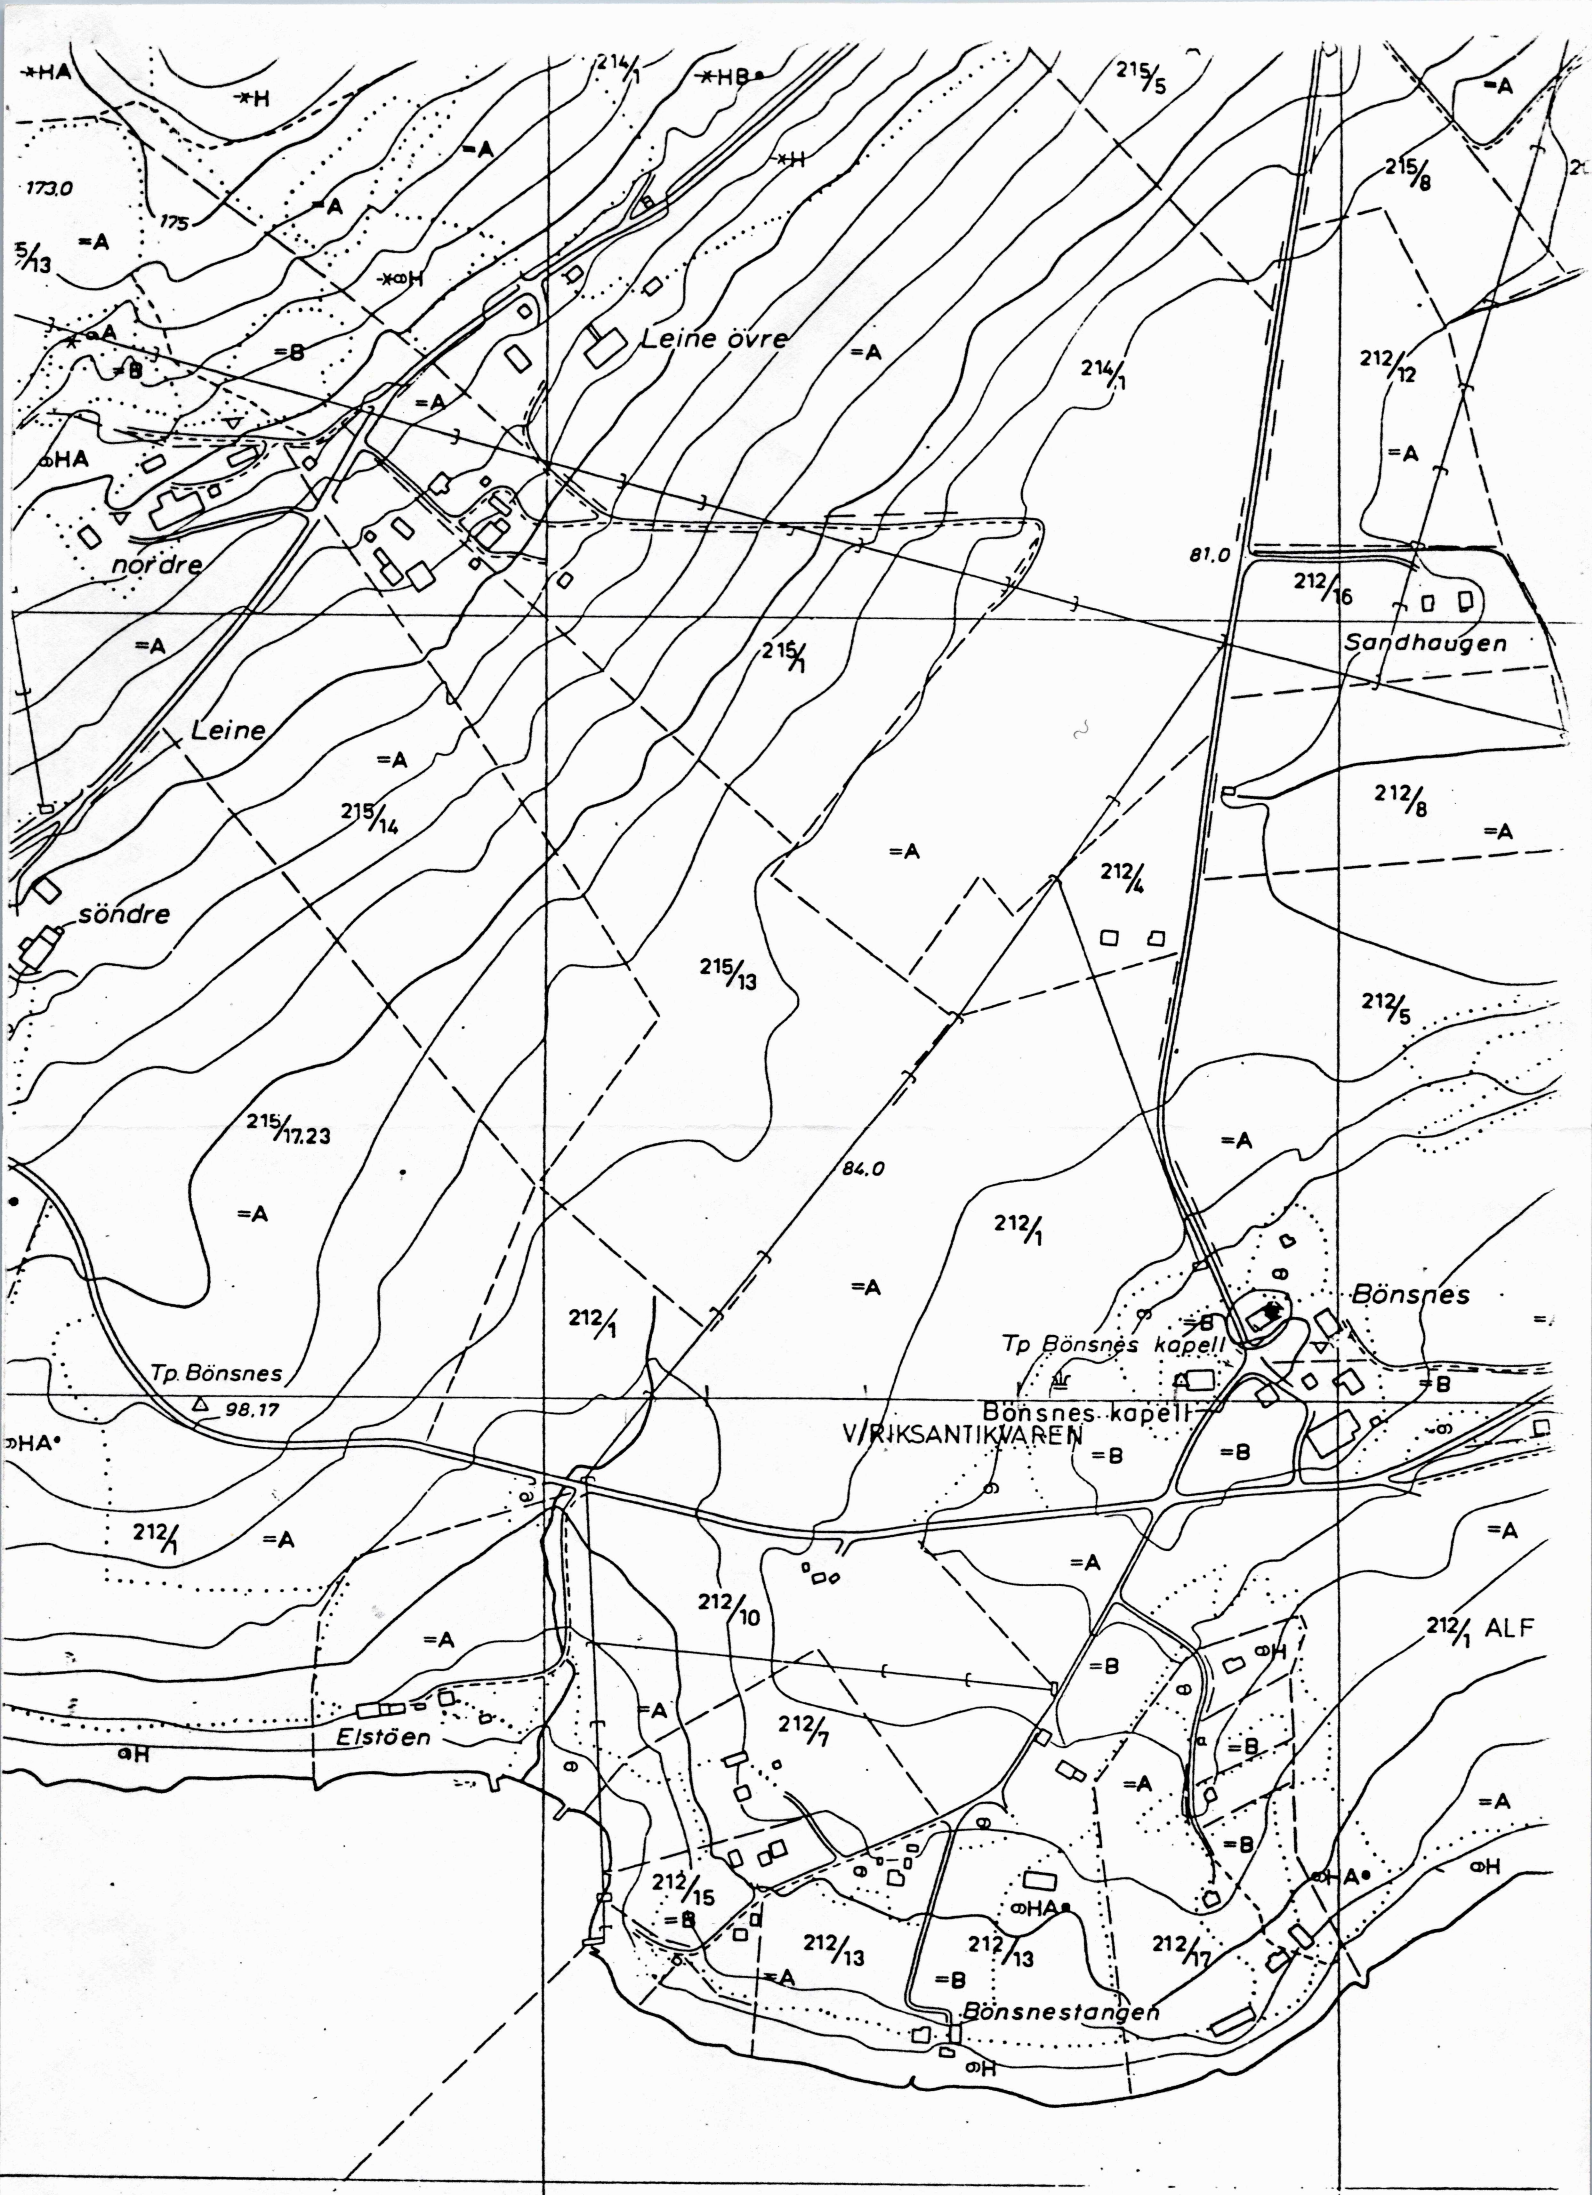 HA
H
214/1
HB
215/5
=A
=A
H
215/8
173.0
=A
175
=A
5/13
H
A
=B
=B
Leine övre
=A
214/1
212/12
=A
=A
HA
nordre
81.0
212/16
Sandhaugen
=A
215/1
Leine
=A
215/14
212/8
=A
=A
212/4
söndre
215/13
212/5
215/17.23
=A
84.0
=A
212/1
=A
Bönsnes
212/1
=B
Tp Bönsnes kapell
Tp. Bönsnes
98,17
=B
Bönsnes kapell
V/RIKSANTIKVAREN
HA
=B
=B
212/1
=A
=A
=A
212/10
212/1 ALF
=A
=B
H
=A
212/7
Elstöen
=B
H
=A
=A
=B
212/15
HA
H
=B
HA
212/13
212/13
212/17
=A
=B
Bönsnestangen
H